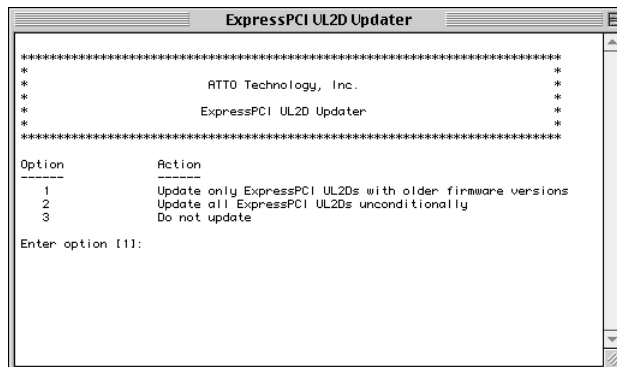 ExpressPCI UL2D Updater
**************************************************************************
* *
* ATTO Technology, Inc. *
* *
* ExpressPCI UL2D Updater *
* *
**************************************************************************
Option Action
------ ------
1 Update only ExpressPCI UL2Ds with older firmware versions
2 Update all ExpressPCI UL2Ds unconditionally
3 Do not update
Enter option [1]: